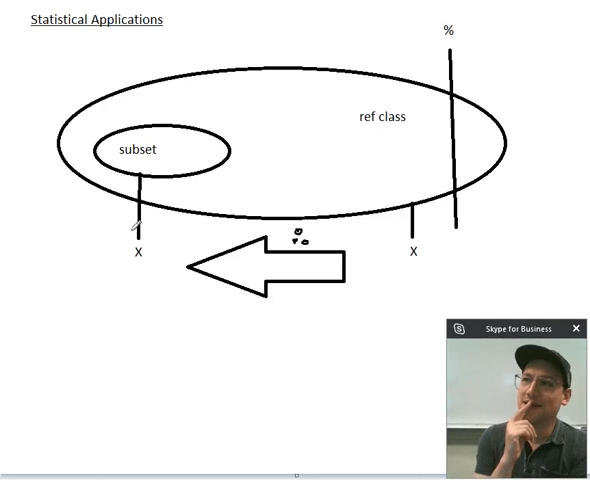 Statistical Applications
%
ref class
subset
X
X
Skype for Business